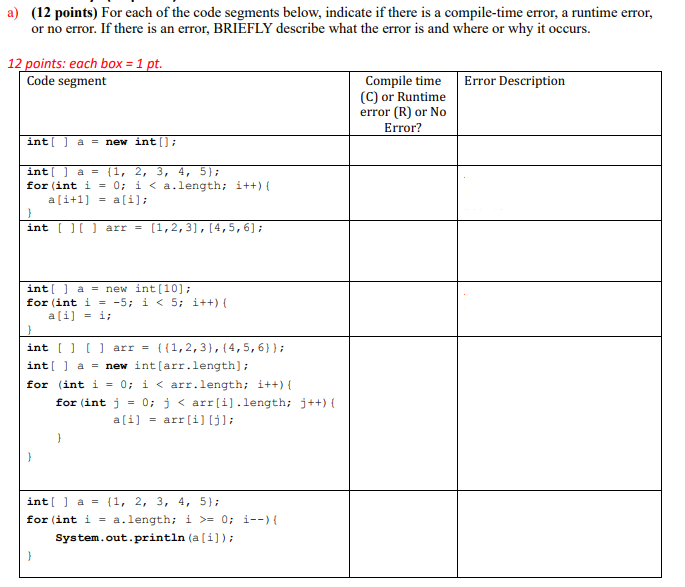 a) (12 points) For each of the code segments below, indicate if there is a compile-time error, a runtime error,
or no error. If there is an error, BRIEFLY describe what the error is and where or why it occurs.
12 points: each box = 1 pt.
Code segment
Compile time
(C) or Runtime
error (R) or No
Error?
Error Description
int[ ] a = new int[];
int[ ] a = {1, 2, 3, 4, 5};
for(int i = 0; i < a.length; i++){
a[i+1] = a[i];
}
int [ ][ ] arr = [1,2,3],[4,5,6];
int[ ] a = new int[10];
for(int i = -5; i < 5; i++){
a[i] = i;
}
int [ ] [ ] arr = {{1,2,3},{4,5,6}};
int[ ] a = new int[arr.length];
for (int i = 0; i < arr.length; i++){
for(int j = 0; j < arr[i].length; j++){
a[i] = arr[i][j];
}
}
int[ ] a = {1, 2, 3, 4, 5};
for(int i = a.length; i >= 0; i--){
System.out.println(a[i]);
}